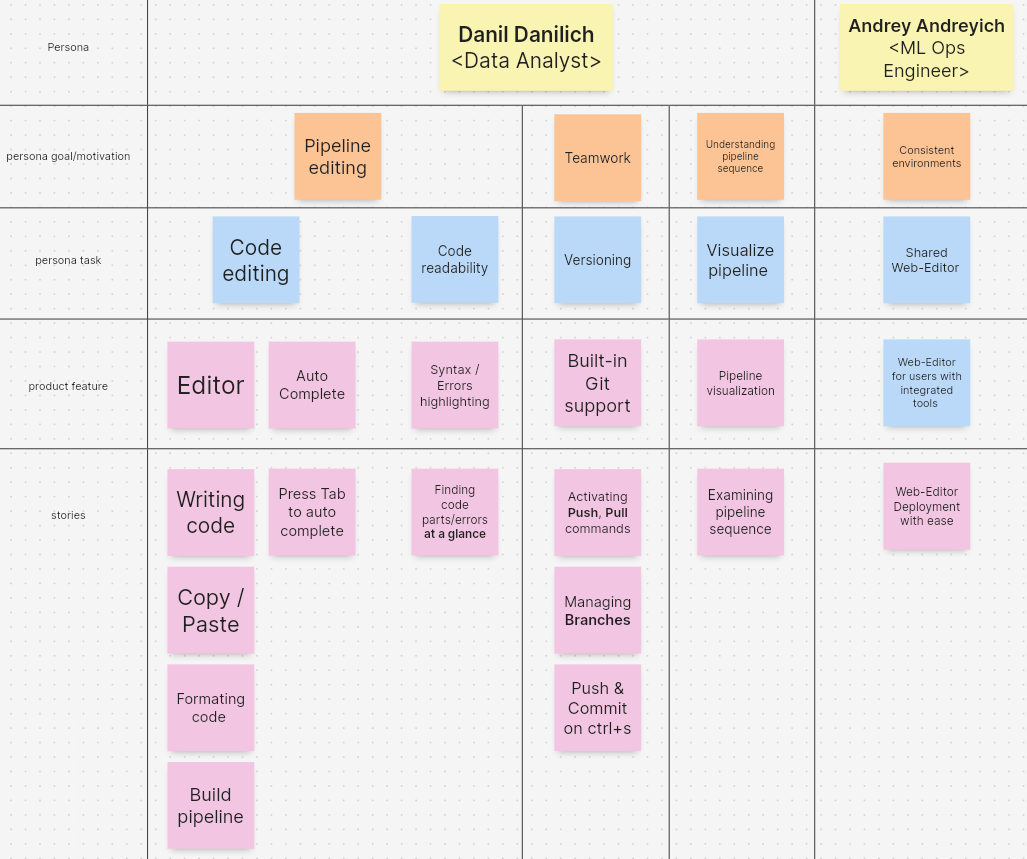 Persona
Danil Danilich
<Data Analyst>
Andrey Andreyich
<ML Ops
Engineer>
persona goal/motivation
Pipeline
editing
Teamwork
Understanding
pipeline
sequence
Consistent
environments
persona task
Code
editing
Code
readability
Versioning
Visualize
pipeline
Shared
Web-Editor
product feature
Editor
Auto
Complete
Syntax /
Errors
highlighting
Built-in
Git
support
Pipeline
visualization
Web-Editor
for users with
integrated
tools
stories
Writing
code
Press Tab
to auto
complete
Finding
code
parts/errors
at a glance
Activating
Push, Pull
commands
Examining
pipeline
sequence
Web-Editor
Deployment
with ease
Copy /
Paste
Managing
Branches
Formating
code
Push &
Commit
on ctrl+s
Build
pipeline